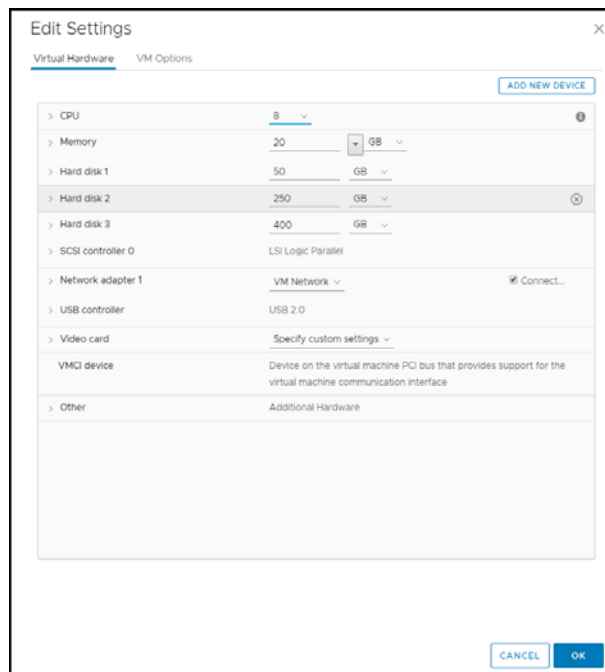 Edit Settings
Virtual Hardware VM Options
ADD NEW DEVICE
CPU 8
Memory 20 GB
Hard disk 1 50 GB
Hard disk 2 250 GB
Hard disk 3 400 GB
SCSI controller 0 LSI Logic Parallel
Network adapter 1 VM Network Connect...
USB controller USB 2.0
Video card Specify custom settings
VMCI device Device on the virtual machine PCI bus that provides support for the
virtual machine communication interface
Other Additional Hardware
CANCEL OK